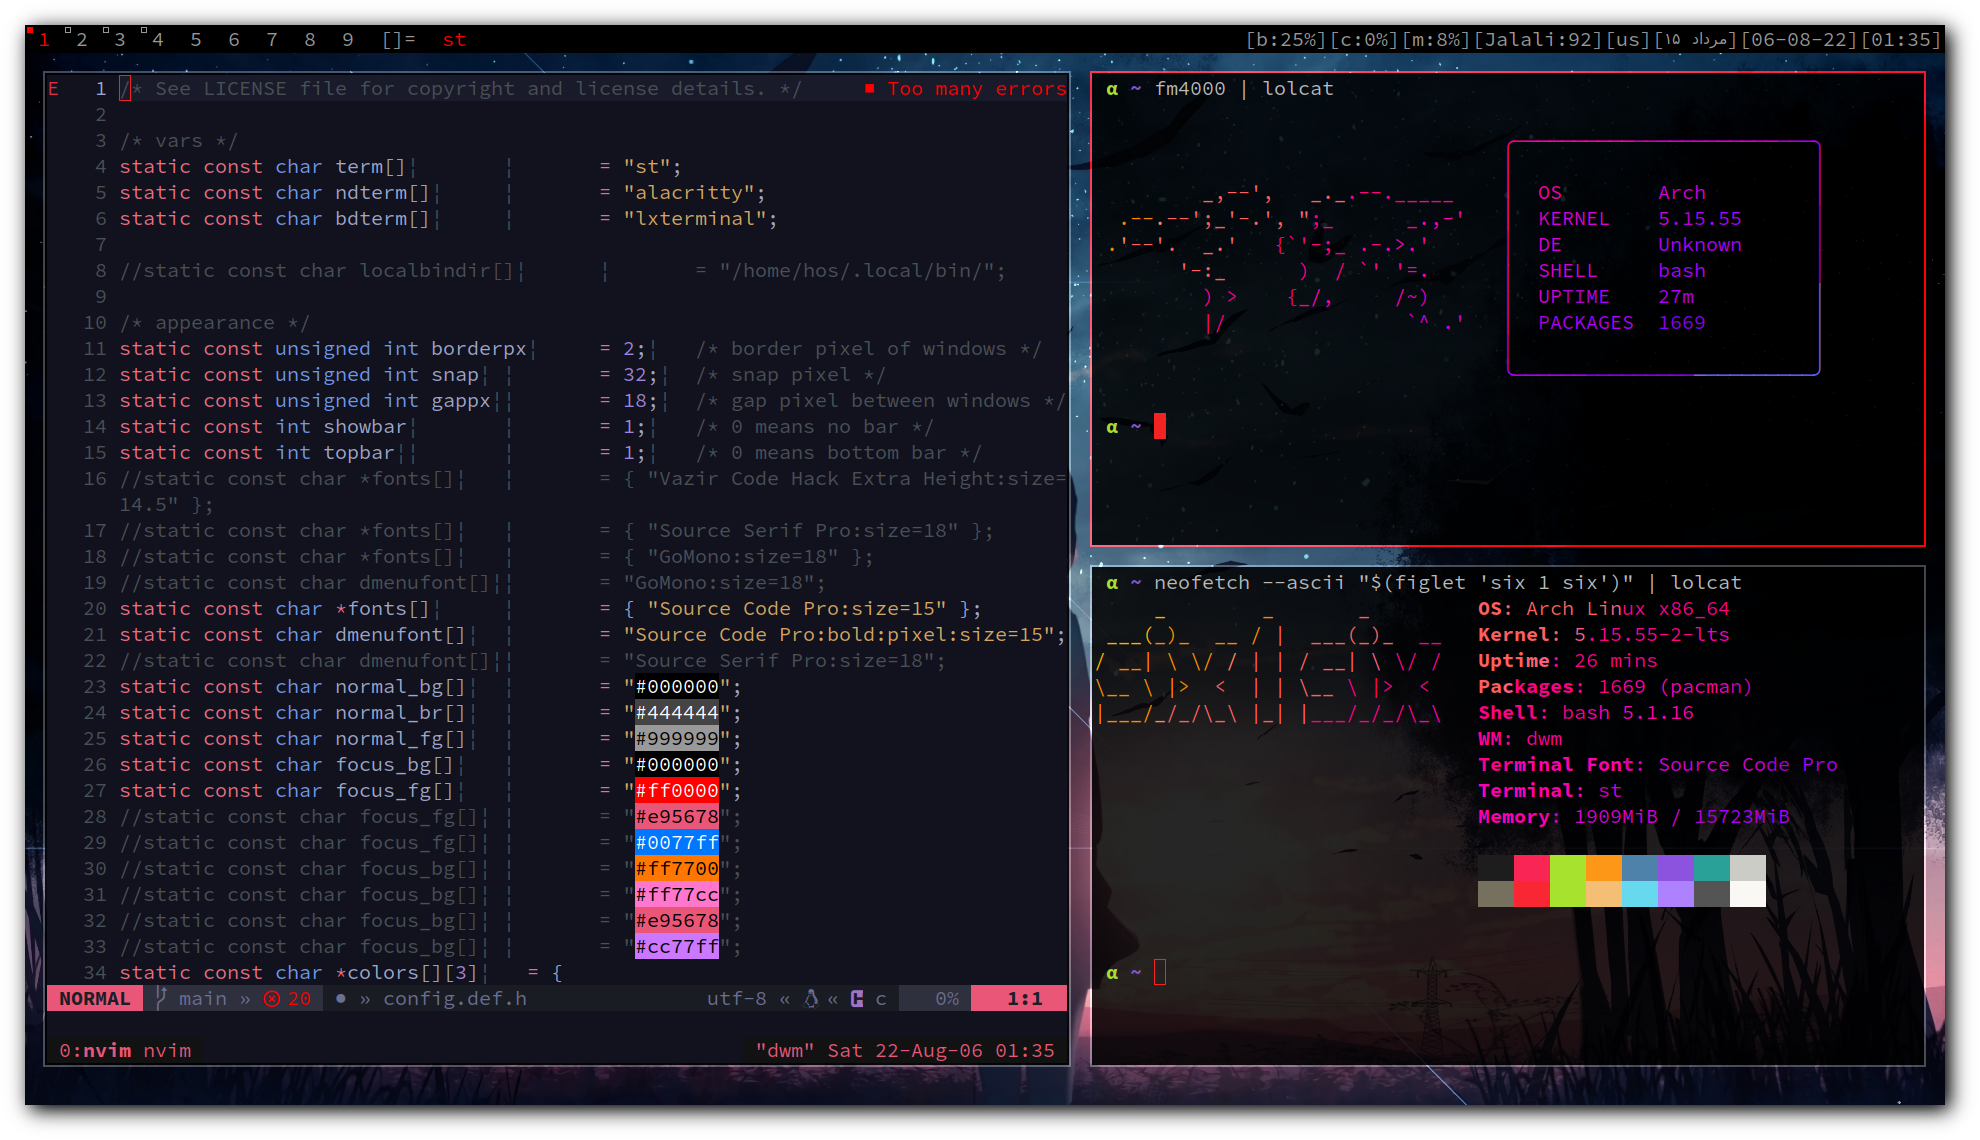 1 2 3 4 5 6 7 8 9 []= st [b:25%][c:0%][m:8%][Jalali:92][us][۱۵ مرداد][06-08-22][01:35]
E 1 /* See LICENSE file for copyright and license details. */ ■ Too many errors
2
3 /* vars */
4 static const char term[]¦ ¦ = "st";
5 static const char ndterm[]¦ ¦ = "alacritty";
6 static const char bdterm[]¦ ¦ = "lxterminal";
7
8 //static const char localbindir[]¦ ¦ = "/home/hos/.local/bin/";
9
10 /* appearance */
11 static const unsigned int borderpx¦ = 2;¦ /* border pixel of windows */
12 static const unsigned int snap¦ ¦ = 32;¦ /* snap pixel */
13 static const unsigned int gappx¦¦ = 18;¦ /* gap pixel between windows */
14 static const int showbar¦ ¦ = 1;¦ /* 0 means no bar */
15 static const int topbar¦¦ ¦ = 1;¦ /* 0 means bottom bar */
16 //static const char *fonts[]¦ ¦ = { "Vazir Code Hack Extra Height:size=
14.5" };
17 //static const char *fonts[]¦ ¦ = { "Source Serif Pro:size=18" };
18 //static const char *fonts[]¦ ¦ = { "GoMono:size=18" };
19 //static const char dmenufont[]¦¦ = "GoMono:size=18";
20 static const char *fonts[]¦ ¦ = { "Source Code Pro:size=15" };
21 static const char dmenufont[]¦ ¦ = "Source Code Pro:bold:pixel:size=15";
22 //static const char dmenufont[]¦¦ = "Source Serif Pro:size=18";
23 static const char normal_bg[]¦ ¦ = "#000000";
24 static const char normal_br[]¦ ¦ = "#444444";
25 static const char normal_fg[]¦ ¦ = "#999999";
26 static const char focus_bg[]¦ ¦ = "#000000";
27 static const char focus_fg[]¦ ¦ = "#ff0000";
28 //static const char focus_fg[]¦ ¦ = "#e95678";
29 //static const char focus_fg[]¦ ¦ = "#0077ff";
30 //static const char focus_bg[]¦ ¦ = "#ff7700";
31 //static const char focus_bg[]¦ ¦ = "#ff77cc";
32 //static const char focus_bg[]¦ ¦ = "#e95678";
33 //static const char focus_bg[]¦ ¦ = "#cc77ff";
34 static const char *colors[][3]¦ = {
NORMAL main » 20 ● » config.def.h utf-8 « « c 0% 1:1
0:nvim nvim "dwm" Sat 22-Aug-06 01:35
α ~ fm4000 | lolcat
OS Arch
KERNEL 5.15.55
DE Unknown
SHELL bash
UPTIME 27m
PACKAGES 1669
α ~
α ~ neofetch --ascii "$(figlet 'six 1 six')" | lolcat
six 1 six
OS: Arch Linux x86_64
Kernel: 5.15.55-2-lts
Uptime: 26 mins
Packages: 1669 (pacman)
Shell: bash 5.1.16
WM: dwm
Terminal Font: Source Code Pro
Terminal: st
Memory: 1909MiB / 15723MiB
α ~